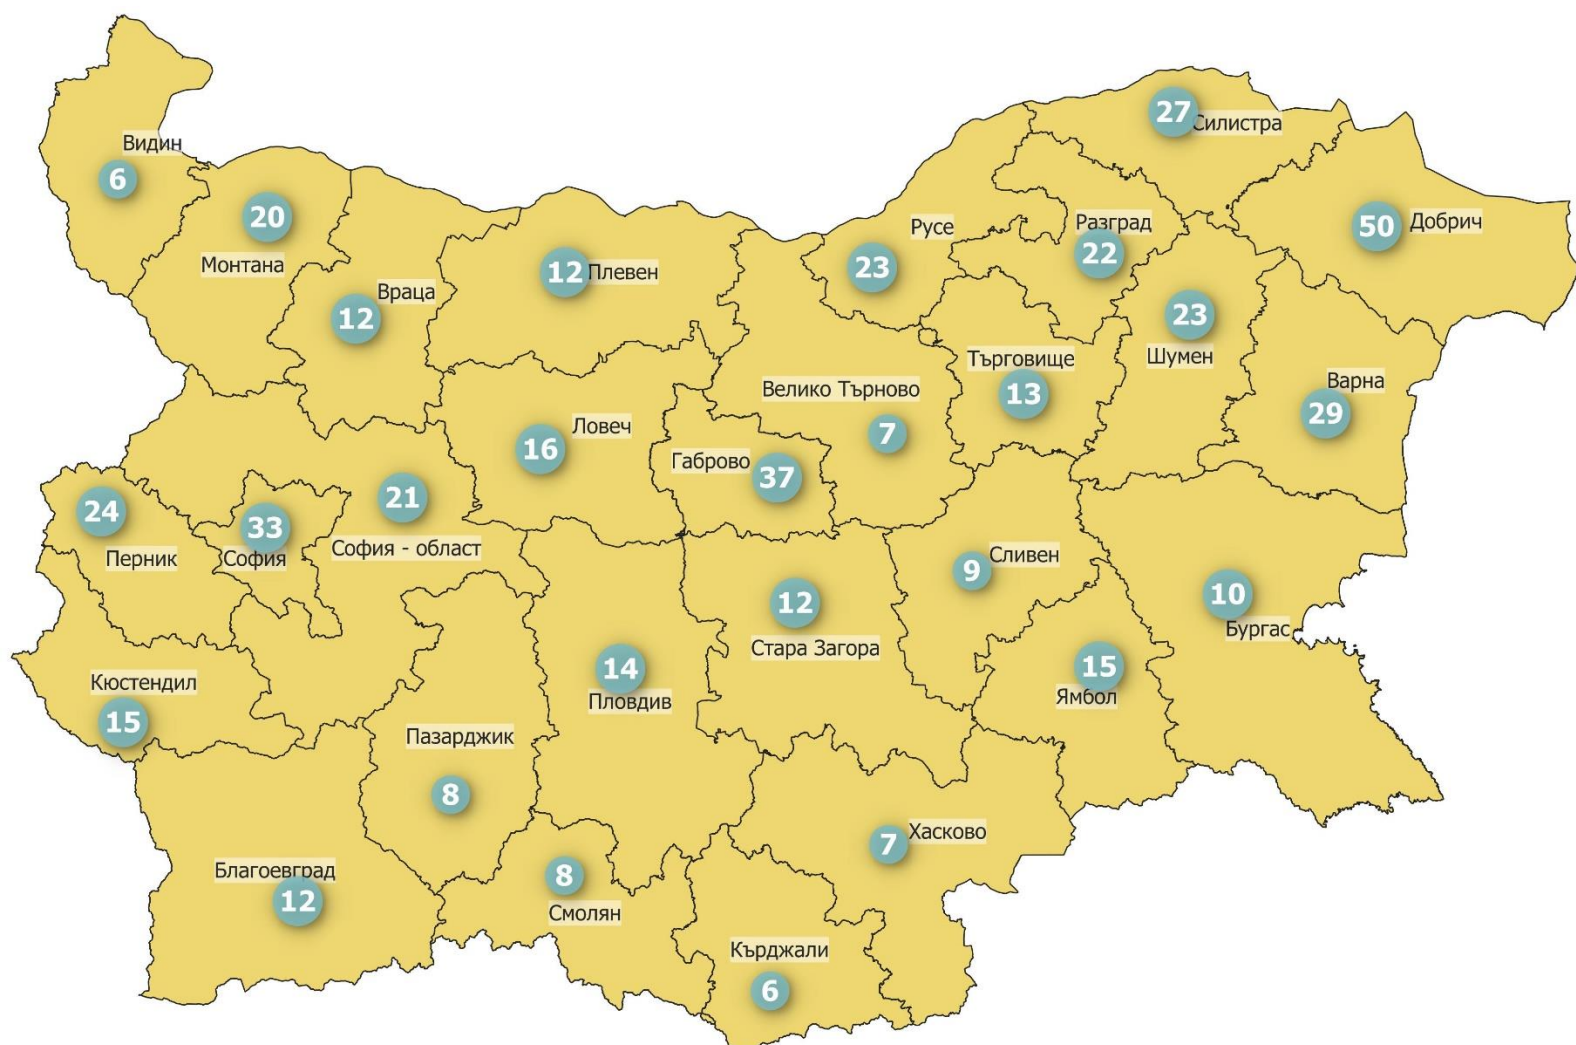 27
Силистра
Видин
6
20
Монтана
Русе
23
Разград
22
50
Добрич
12
Плевен
Враца
12
23
Шумен
Търговище
13
Варна
29
Велико Търново
7
Ловеч
16
Габрово
37
21
София - област
24
Перник
33
София
Сливен
9
12
Стара Загора
10
Бургас
14
Пловдив
15
Ямбол
Кюстендил
15
Пазарджик
8
7
Хасково
Благоевград
12
8
Смолян
Кърджали
6